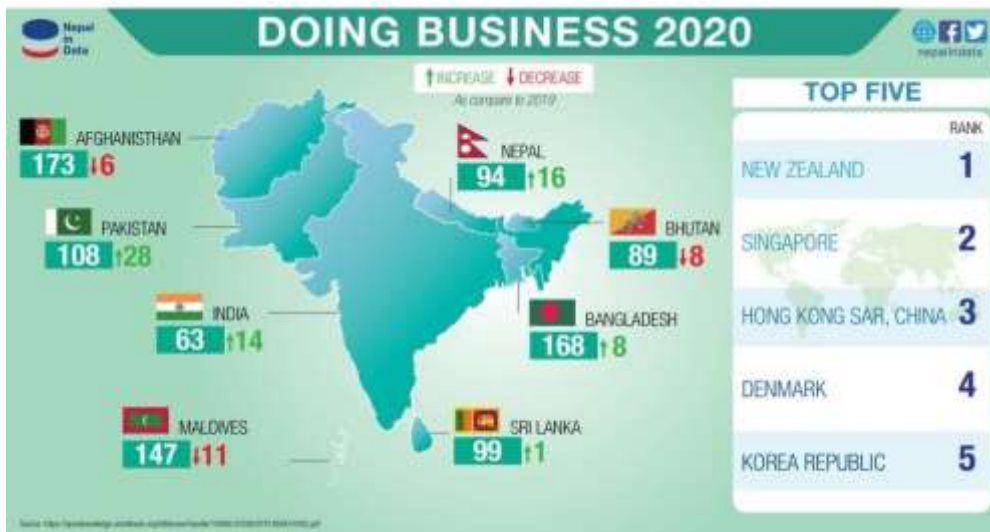 Nepal
in
Data
DOING BUSINESS 2020
nepalindata
↑INCREASE ↓DECREASE
As compare to 2019
AFGHANISTHAN
173 ↓6
PAKISTAN
108 ↑28
INDIA
63 ↑14
MALDIVES
147 ↓11
NEPAL
94 ↑16
BHUTAN
89 ↓8
BANGLADESH
168 ↑8
SRI LANKA
99 ↑1
TOP FIVE
RANK
NEW ZEALAND 1
SINGAPORE 2
HONG KONG SAR, CHINA 3
DENMARK 4
KOREA REPUBLIC 5